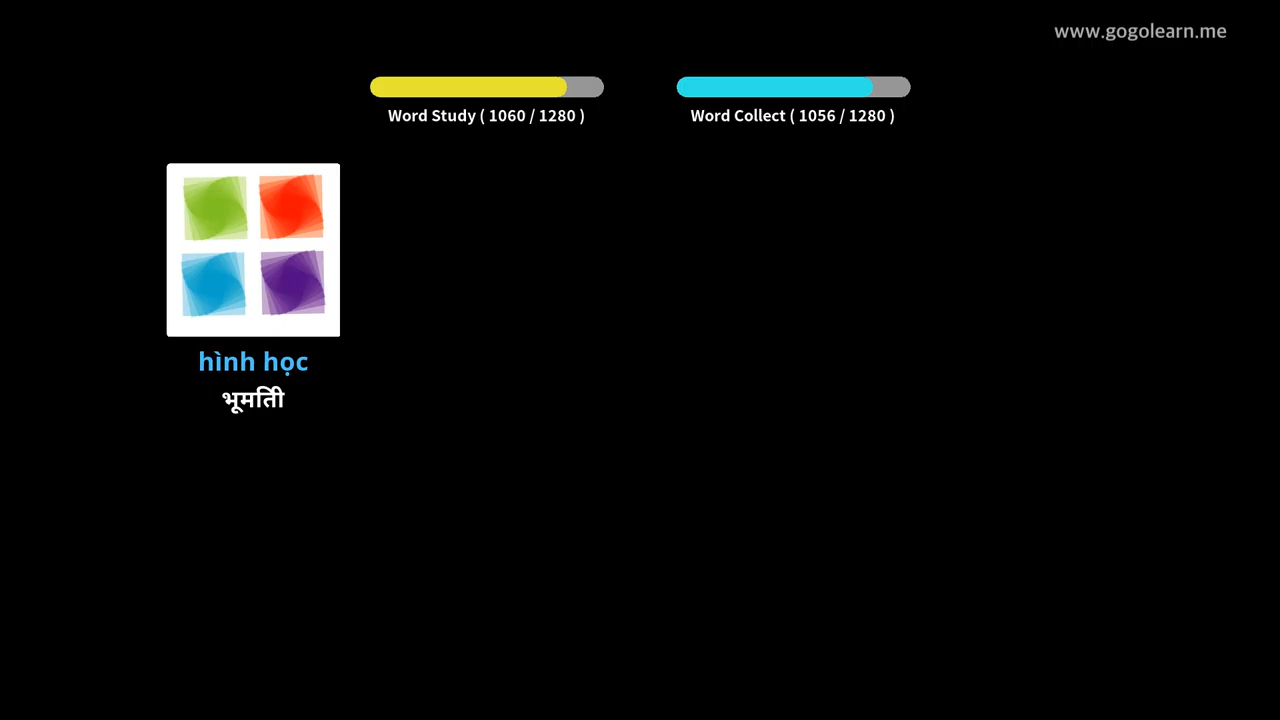 www.gogolearn.me
Word Study ( 1060 / 1280 )
Word Collect ( 1056 / 1280 )
hình học
भूमिती